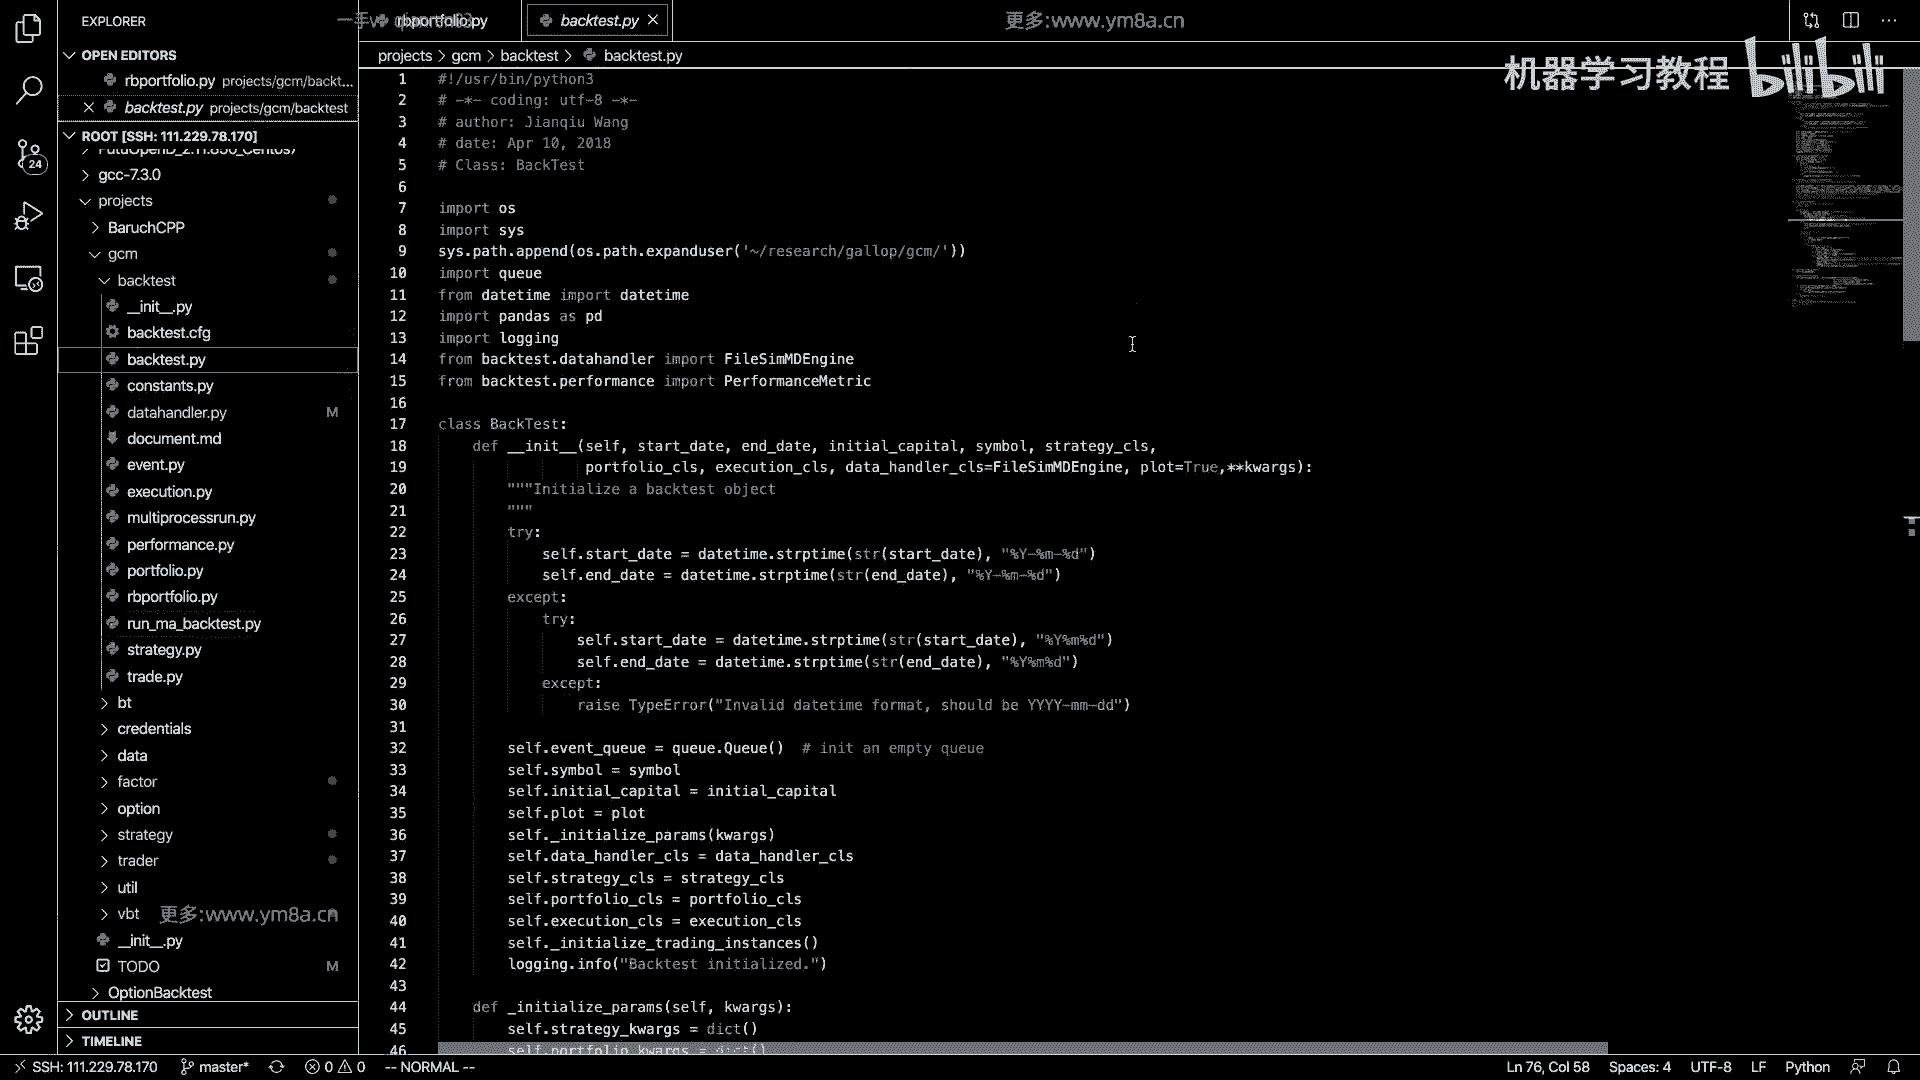 EXPLORER
rbportfolio.py
backtest.py
更多:www.ym8a.cn
机器学习教程 bilibili
OPEN EDITORS
rbportfolio.py projects/gcm/backt...
backtest.py projects/gcm/backtest
ROOT [SSH: 111.229.78.170]
gcc-7.3.0
projects
BaruchCPP
gcm
backtest
__init__.py
backtest.cfg
backtest.py
constants.py
datahandler.py M
document.md
event.py
execution.py
multiprocessrun.py
performance.py
portfolio.py
rbportfolio.py
run_ma_backtest.py
strategy.py
trade.py
bt
credentials
data
factor
option
strategy
trader
util
vbt
更多:www.ym8a.cn
__init__.py
TODO M
OptionBacktest
OUTLINE
TIMELINE
24
projects > gcm > backtest > backtest.py
1 #!/usr/bin/python3
2 # -*- coding: utf-8 -*-
3 # author: Jianqiu Wang
4 # date: Apr 10, 2018
5 # Class: BackTest
6
7 import os
8 import sys
9 sys.path.append(os.path.expanduser('~/research/gallop/gcm/'))
10 import queue
11 from datetime import datetime
12 import pandas as pd
13 import logging
14 from backtest.datahandler import FileSimMDEngine
15 from backtest.performance import PerformanceMetric
16
17 class BackTest:
18 def __init__(self, start_date, end_date, initial_capital, symbol, strategy_cls,
19 portfolio_cls, execution_cls, data_handler_cls=FileSimMDEngine, plot=True,**kwargs):
20 """Initialize a backtest object
21 """
22 try:
23 self.start_date = datetime.strptime(str(start_date), "%Y-%m-%d")
24 self.end_date = datetime.strptime(str(end_date), "%Y-%m-%d")
25 except:
26 try:
27 self.start_date = datetime.strptime(str(start_date), "%Y%m%d")
28 self.end_date = datetime.strptime(str(end_date), "%Y%m%d")
29 except:
30 raise TypeError("Invalid datetime format, should be YYYY-mm-dd")
31
32 self.event_queue = queue.Queue() # init an empty queue
33 self.symbol = symbol
34 self.initial_capital = initial_capital
35 self.plot = plot
36 self._initialize_params(kwargs)
37 self.data_handler_cls = data_handler_cls
38 self.strategy_cls = strategy_cls
39 self.portfolio_cls = portfolio_cls
40 self.execution_cls = execution_cls
41 self._initialize_trading_instances()
42 logging.info("Backtest initialized.")
43
44 def _initialize_params(self, kwargs):
45 self.strategy_kwargs = dict()
46 self.portfolio_kwargs = dict()
SSH: 111.229.78.170 master* 0 0 -- NORMAL --
Ln 76, Col 58 Spaces: 4 UTF-8 LF Python